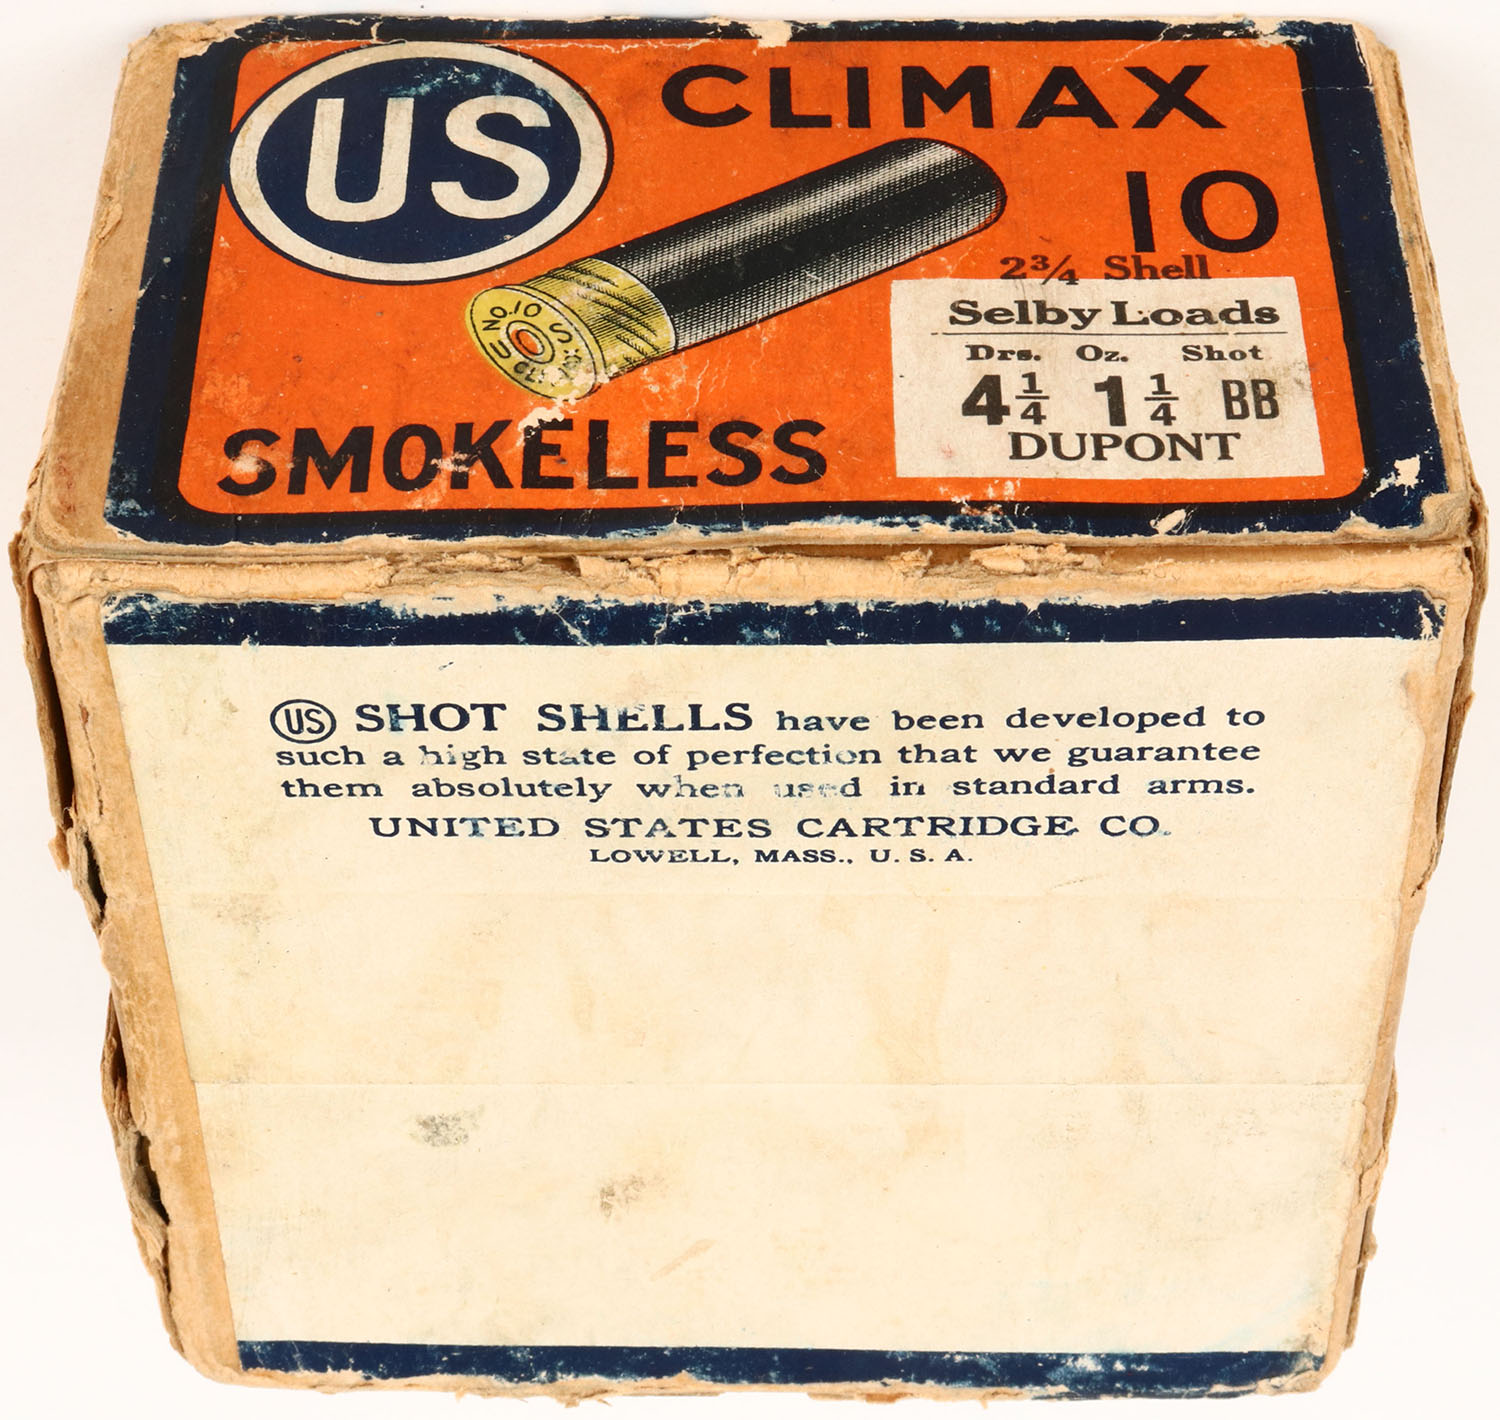 US
CLIMAX
10
2¾ Shell
Selby Loads
Drs. Oz. Shot
4¼ 1¼ BB
DUPONT
NO. 10
U S
SMOKELESS
US SHOT SHELLS have been developed to
such a high state of perfection that we guarantee
them absolutely when used in standard arms.
UNITED STATES CARTRIDGE CO.
LOWELL, MASS., U. S. A.